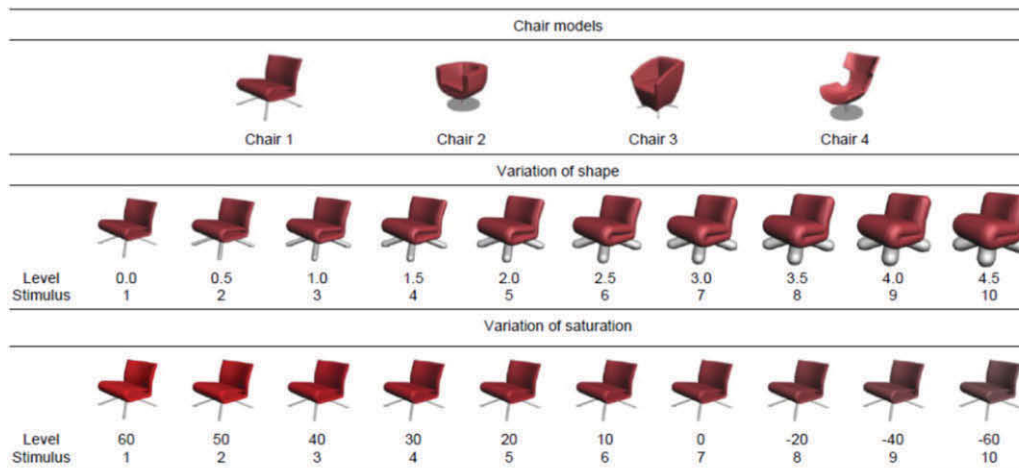 Chair models
Chair 1 Chair 2 Chair 3 Chair 4
Variation of shape
Level 0.0 0.5 1.0 1.5 2.0 2.5 3.0 3.5 4.0 4.5
Stimulus 1 2 3 4 5 6 7 8 9 10
Variation of saturation
Level 60 50 40 30 20 10 0 -20 -40 -60
Stimulus 1 2 3 4 5 6 7 8 9 10